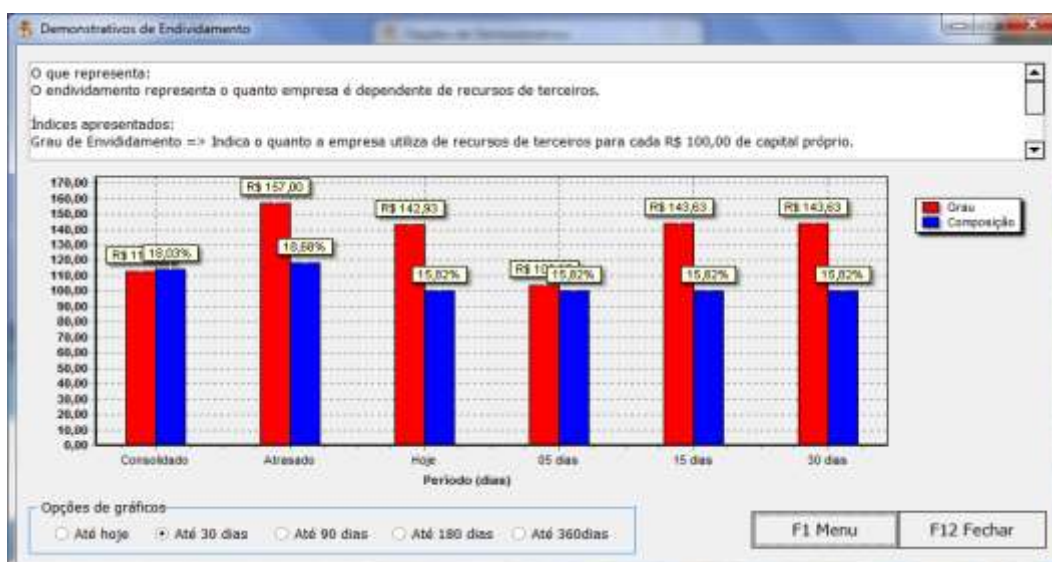 Demonstrativos de Endividamento
O que representa:
O endividamento representa o quanto empresa é dependente de recursos de terceiros.
Índices apresentados:
Grau de Envididamento => Indica o quanto a empresa utiliza de recursos de terceiros para cada R$ 100,00 de capital próprio.
170,00
160,00
150,00
140,00
130,00
120,00
110,00
100,00
90,00
80,00
70,00
60,00
50,00
40,00
30,00
20,00
10,00
0,00
R$ 11 18,03%
R$ 157,00
18,68%
R$ 142,93
15,82%
R$ 15,82%
R$ 143,63
15,82%
R$ 143,63
15,82%
Grau
Composição
Consolidado Atrasado Hoje 05 dias 15 dias 30 dias
Período (dias)
Opções de gráficos
Até hoje Até 30 dias Até 90 dias Até 180 dias Até 360dias
F1 Menu F12 Fechar